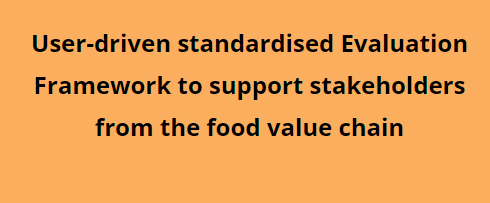 User-driven standardised Evaluation
Framework to support stakeholders
from the food value chain